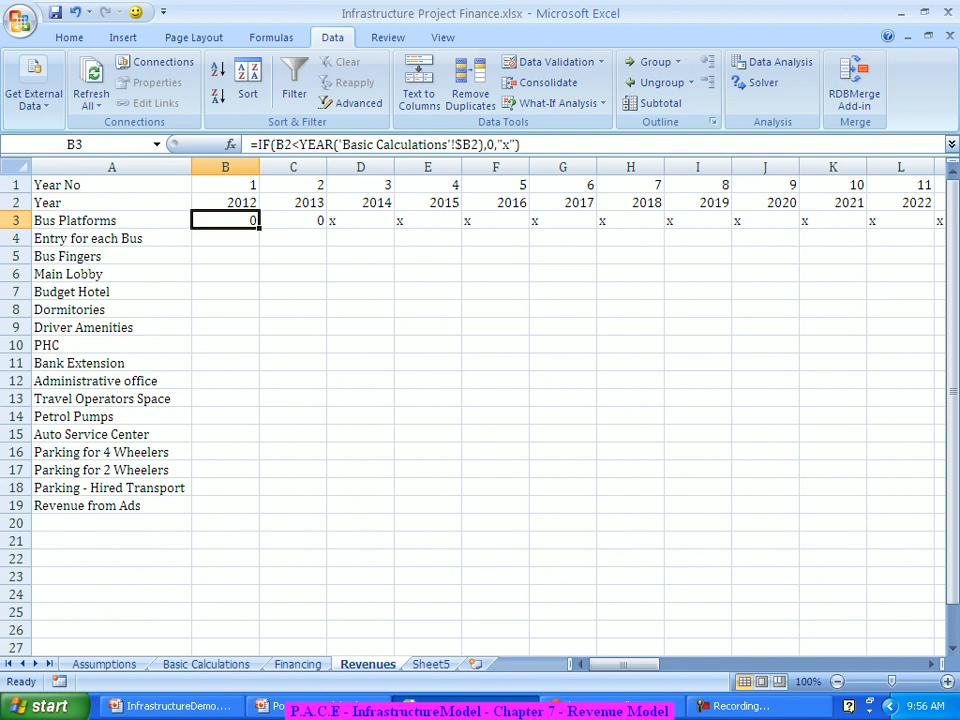 Infrastructure Project Finance.xlsx - Microsoft Excel
Home Insert Page Layout Formulas Data Review View
Get External Data
Refresh All
Connections
Properties
Edit Links
Connections
Sort
Filter
Clear
Reapply
Advanced
Sort & Filter
Text to Columns
Remove Duplicates
Data Validation
Consolidate
What-If Analysis
Data Tools
Group
Ungroup
Subtotal
Outline
Data Analysis
Solver
Analysis
RDBMerge Add-in
Merge
B3 fx =IF(B2<YEAR('Basic Calculations'!$B2),0,"x")
A B C D E F G H I J K L
1 Year No 1 2 3 4 5 6 7 8 9 10 11
2 Year 2012 2013 2014 2015 2016 2017 2018 2019 2020 2021 2022
3 Bus Platforms 0 0 x x x x x x x x x x
4 Entry for each Bus
5 Bus Fingers
6 Main Lobby
7 Budget Hotel
8 Dormitories
9 Driver Amenities
10 PHC
11 Bank Extension
12 Administrative office
13 Travel Operators Space
14 Petrol Pumps
15 Auto Service Center
16 Parking for 4 Wheelers
17 Parking for 2 Wheelers
18 Parking - Hired Transport
19 Revenue from Ads
20
21
22
23
24
25
26
27
Assumptions Basic Calculations Financing Revenues Sheet5
Ready 100%
start InfrastructureDemo.... Recording... 9:56 AM
P.A.C.E - InfrastructureModel - Chapter 7 - Revenue Model